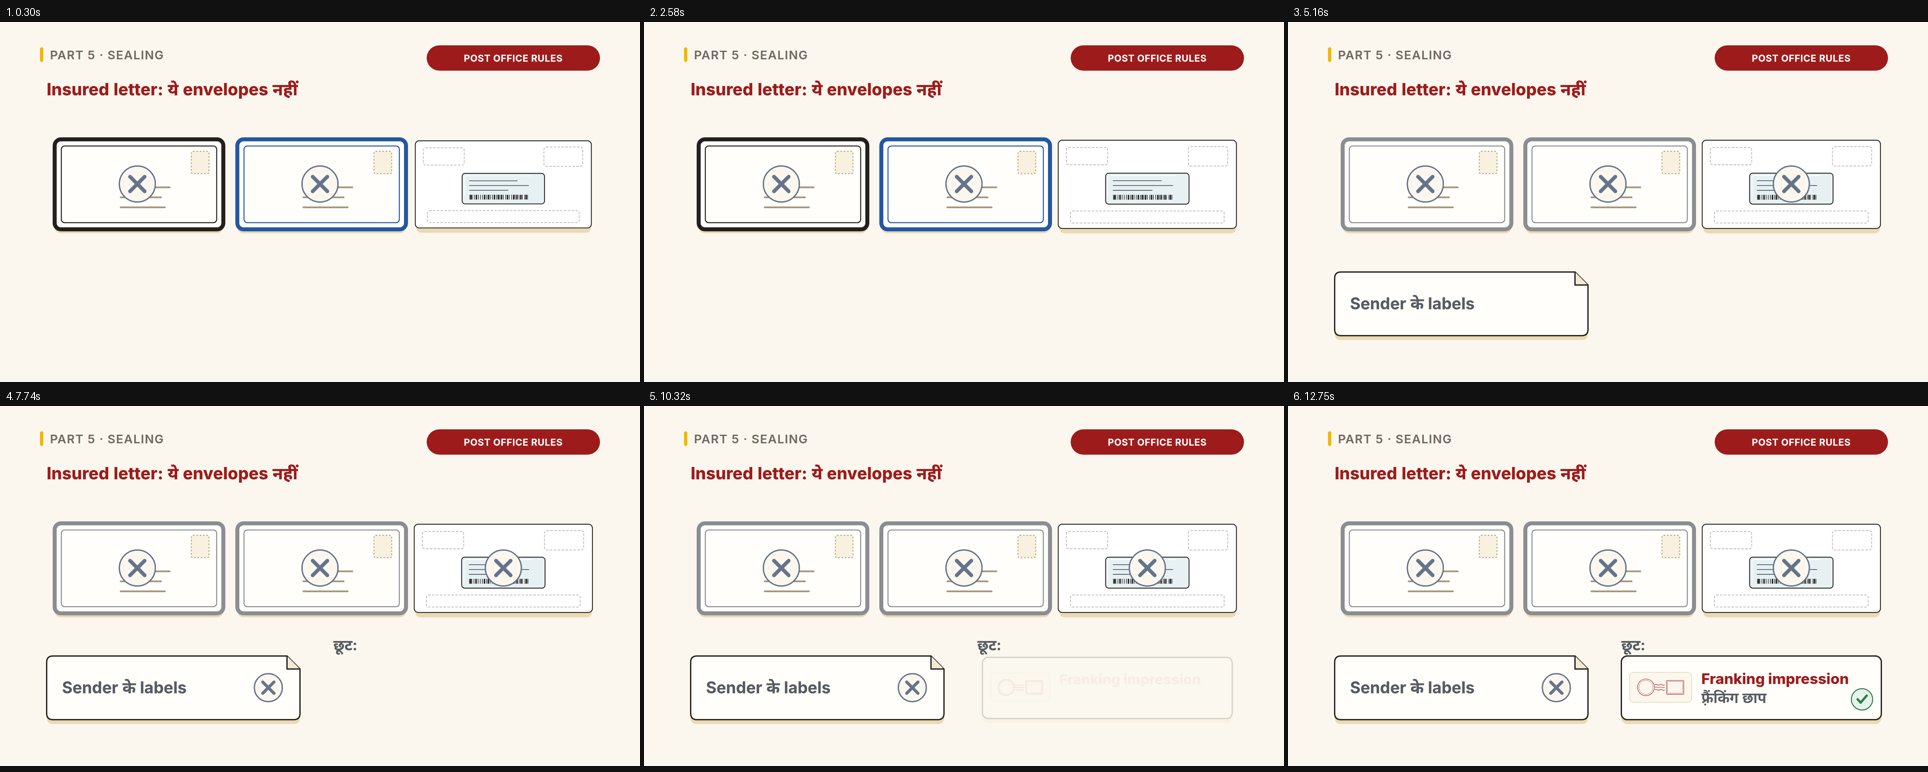 1. 0.30s
PART 5 · SEALING
POST OFFICE RULES
Insured letter: ये envelopes नहीं
2. 2.58s
PART 5 · SEALING
POST OFFICE RULES
Insured letter: ये envelopes नहीं
3. 5.16s
PART 5 · SEALING
POST OFFICE RULES
Insured letter: ये envelopes नहीं
Sender के labels
4. 7.74s
PART 5 · SEALING
POST OFFICE RULES
Insured letter: ये envelopes नहीं
छूट:
Sender के labels
5. 10.32s
PART 5 · SEALING
POST OFFICE RULES
Insured letter: ये envelopes नहीं
छूट:
Sender के labels
Franking impression
6. 12.75s
PART 5 · SEALING
POST OFFICE RULES
Insured letter: ये envelopes नहीं
छूट:
Sender के labels
Franking impression
फ़्रैंकिंग छाप